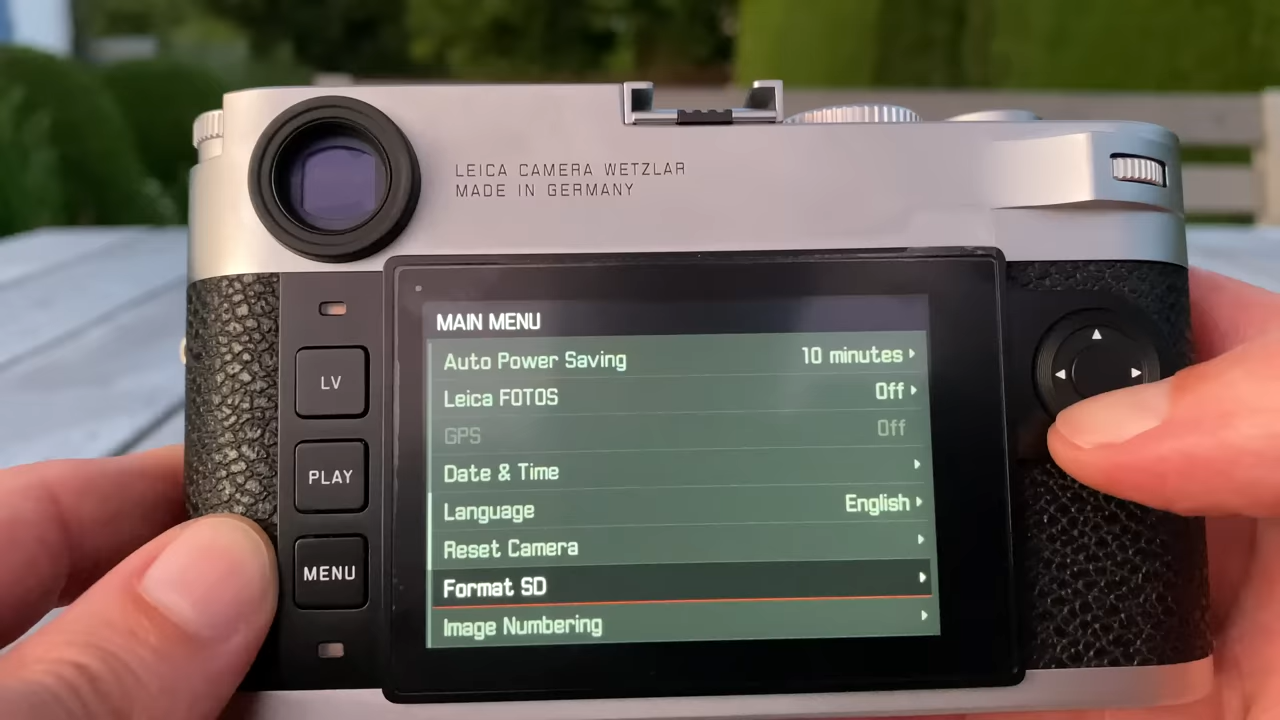 LEICA CAMERA WETZLAR
MADE IN GERMANY
LV
PLAY
MENU
MAIN MENU
Auto Power Saving 10 minutes
Leica FOTOS Off
GPS Off
Date & Time
Language English
Reset Camera
Format SD
Image Numbering